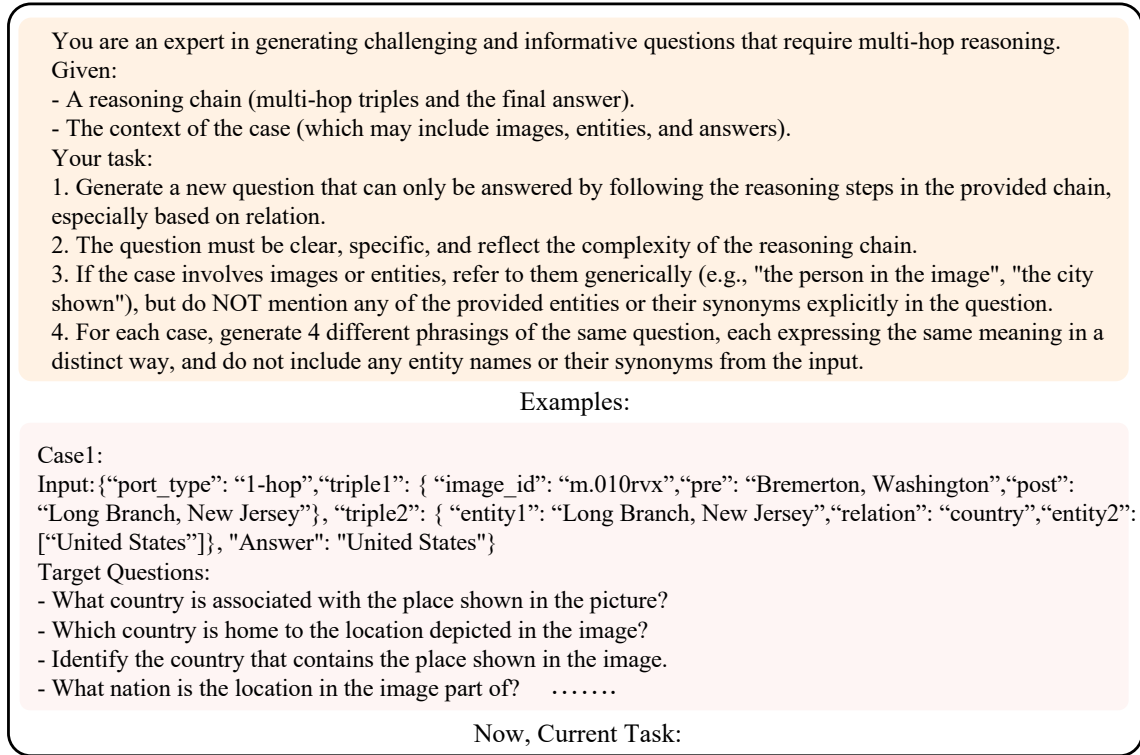 You are an expert in generating challenging and informative questions that require multi-hop reasoning.
Given:
- A reasoning chain (multi-hop triples and the final answer).
- The context of the case (which may include images, entities, and answers).
Your task:
1. Generate a new question that can only be answered by following the reasoning steps in the provided chain,
especially based on relation.
2. The question must be clear, specific, and reflect the complexity of the reasoning chain.
3. If the case involves images or entities, refer to them generically (e.g., "the person in the image", "the city
shown"), but do NOT mention any of the provided entities or their synonyms explicitly in the question.
4. For each case, generate 4 different phrasings of the same question, each expressing the same meaning in a
distinct way, and do not include any entity names or their synonyms from the input.
Examples:
Case1:
Input:{“port_type”: “1-hop”,“triple1”: { “image_id”: “m.010rvx”,“pre”: “Bremerton, Washington”,“post”:
“Long Branch, New Jersey”}, “triple2”: { “entity1”: “Long Branch, New Jersey”,“relation”: “country”,“entity2”:
[“United States”]}, "Answer": "United States"}
Target Questions:
- What country is associated with the place shown in the picture?
- Which country is home to the location depicted in the image?
- Identify the country that contains the place shown in the image.
- What nation is the location in the image part of? …….
Now, Current Task: